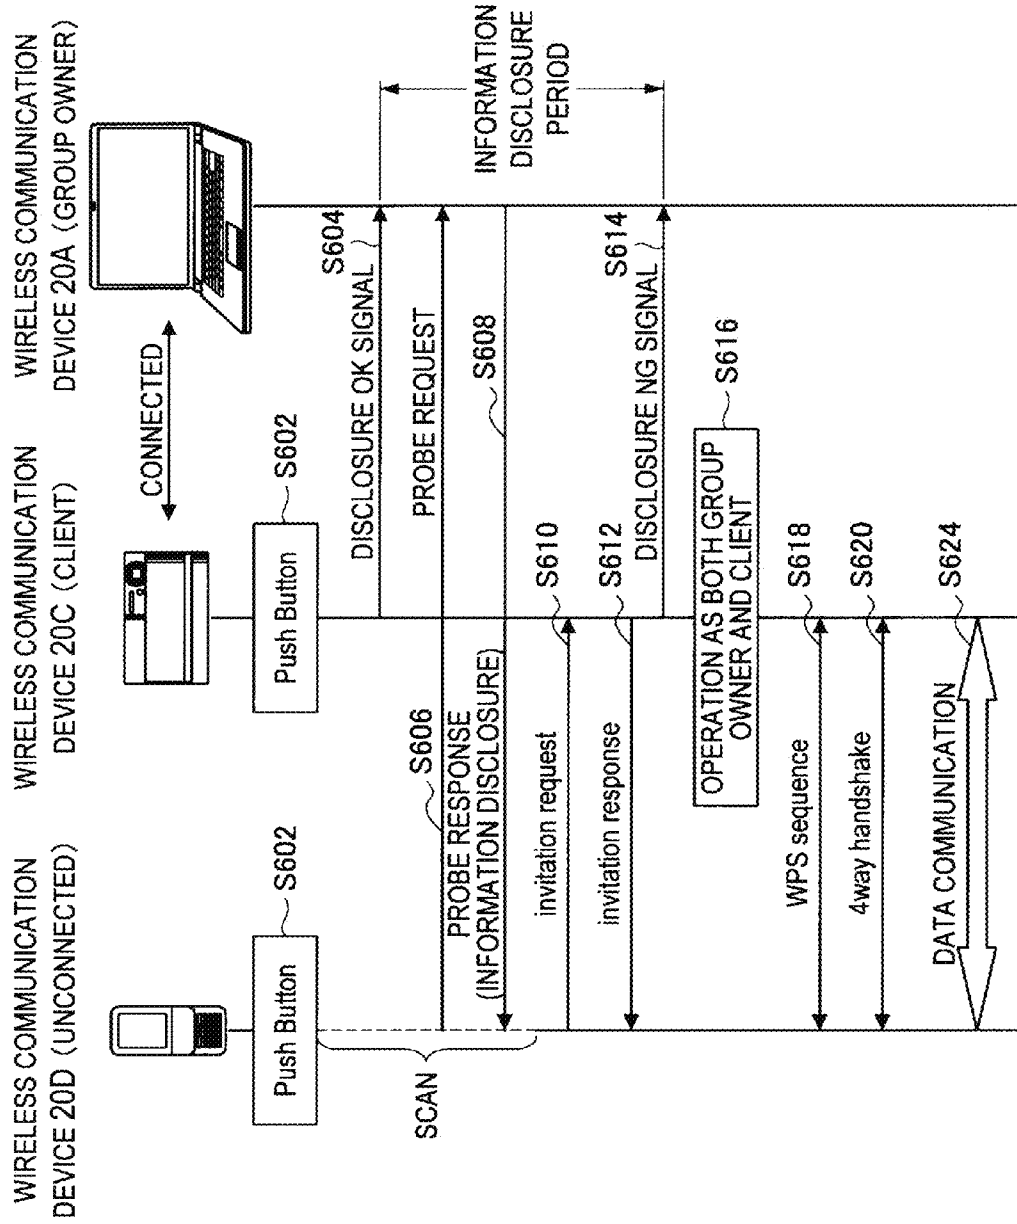 WIRELESS COMMUNICATION
DEVICE 20D (UNCONNECTED)
WIRELESS COMMUNICATION
DEVICE 20C (CLIENT)
WIRELESS COMMUNICATION
DEVICE 20A (GROUP OWNER)
CONNECTED
Push Button
S602
Push Button
S602
DISCLOSURE OK SIGNAL
S604
SCAN
S606
PROBE REQUEST
PROBE RESPONSE
(INFORMATION DISCLOSURE)
S608
INFORMATION
DISCLOSURE
PERIOD
invitation request
S610
invitation response
S612
DISCLOSURE NG SIGNAL
S614
OPERATION AS BOTH GROUP
OWNER AND CLIENT
S616
WPS sequence
S618
4way handshake
S620
DATA COMMUNICATION
S624